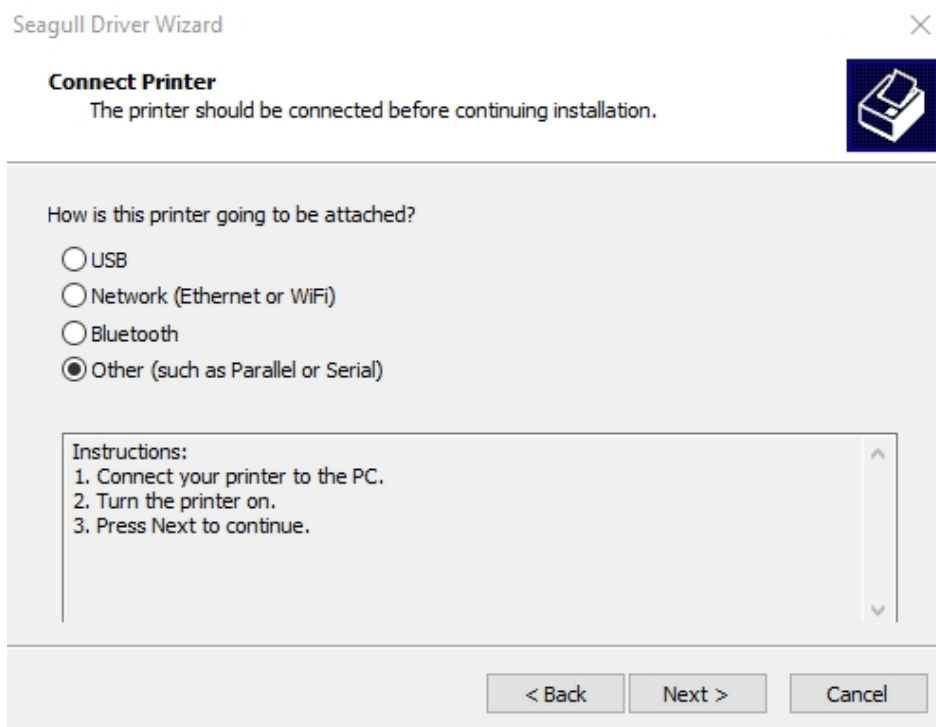 Seagull Driver Wizard
Connect Printer
The printer should be connected before continuing installation.
How is this printer going to be attached?
USB
Network (Ethernet or WiFi)
Bluetooth
Other (such as Parallel or Serial)
Instructions:
1. Connect your printer to the PC.
2. Turn the printer on.
3. Press Next to continue.
< Back Next > Cancel